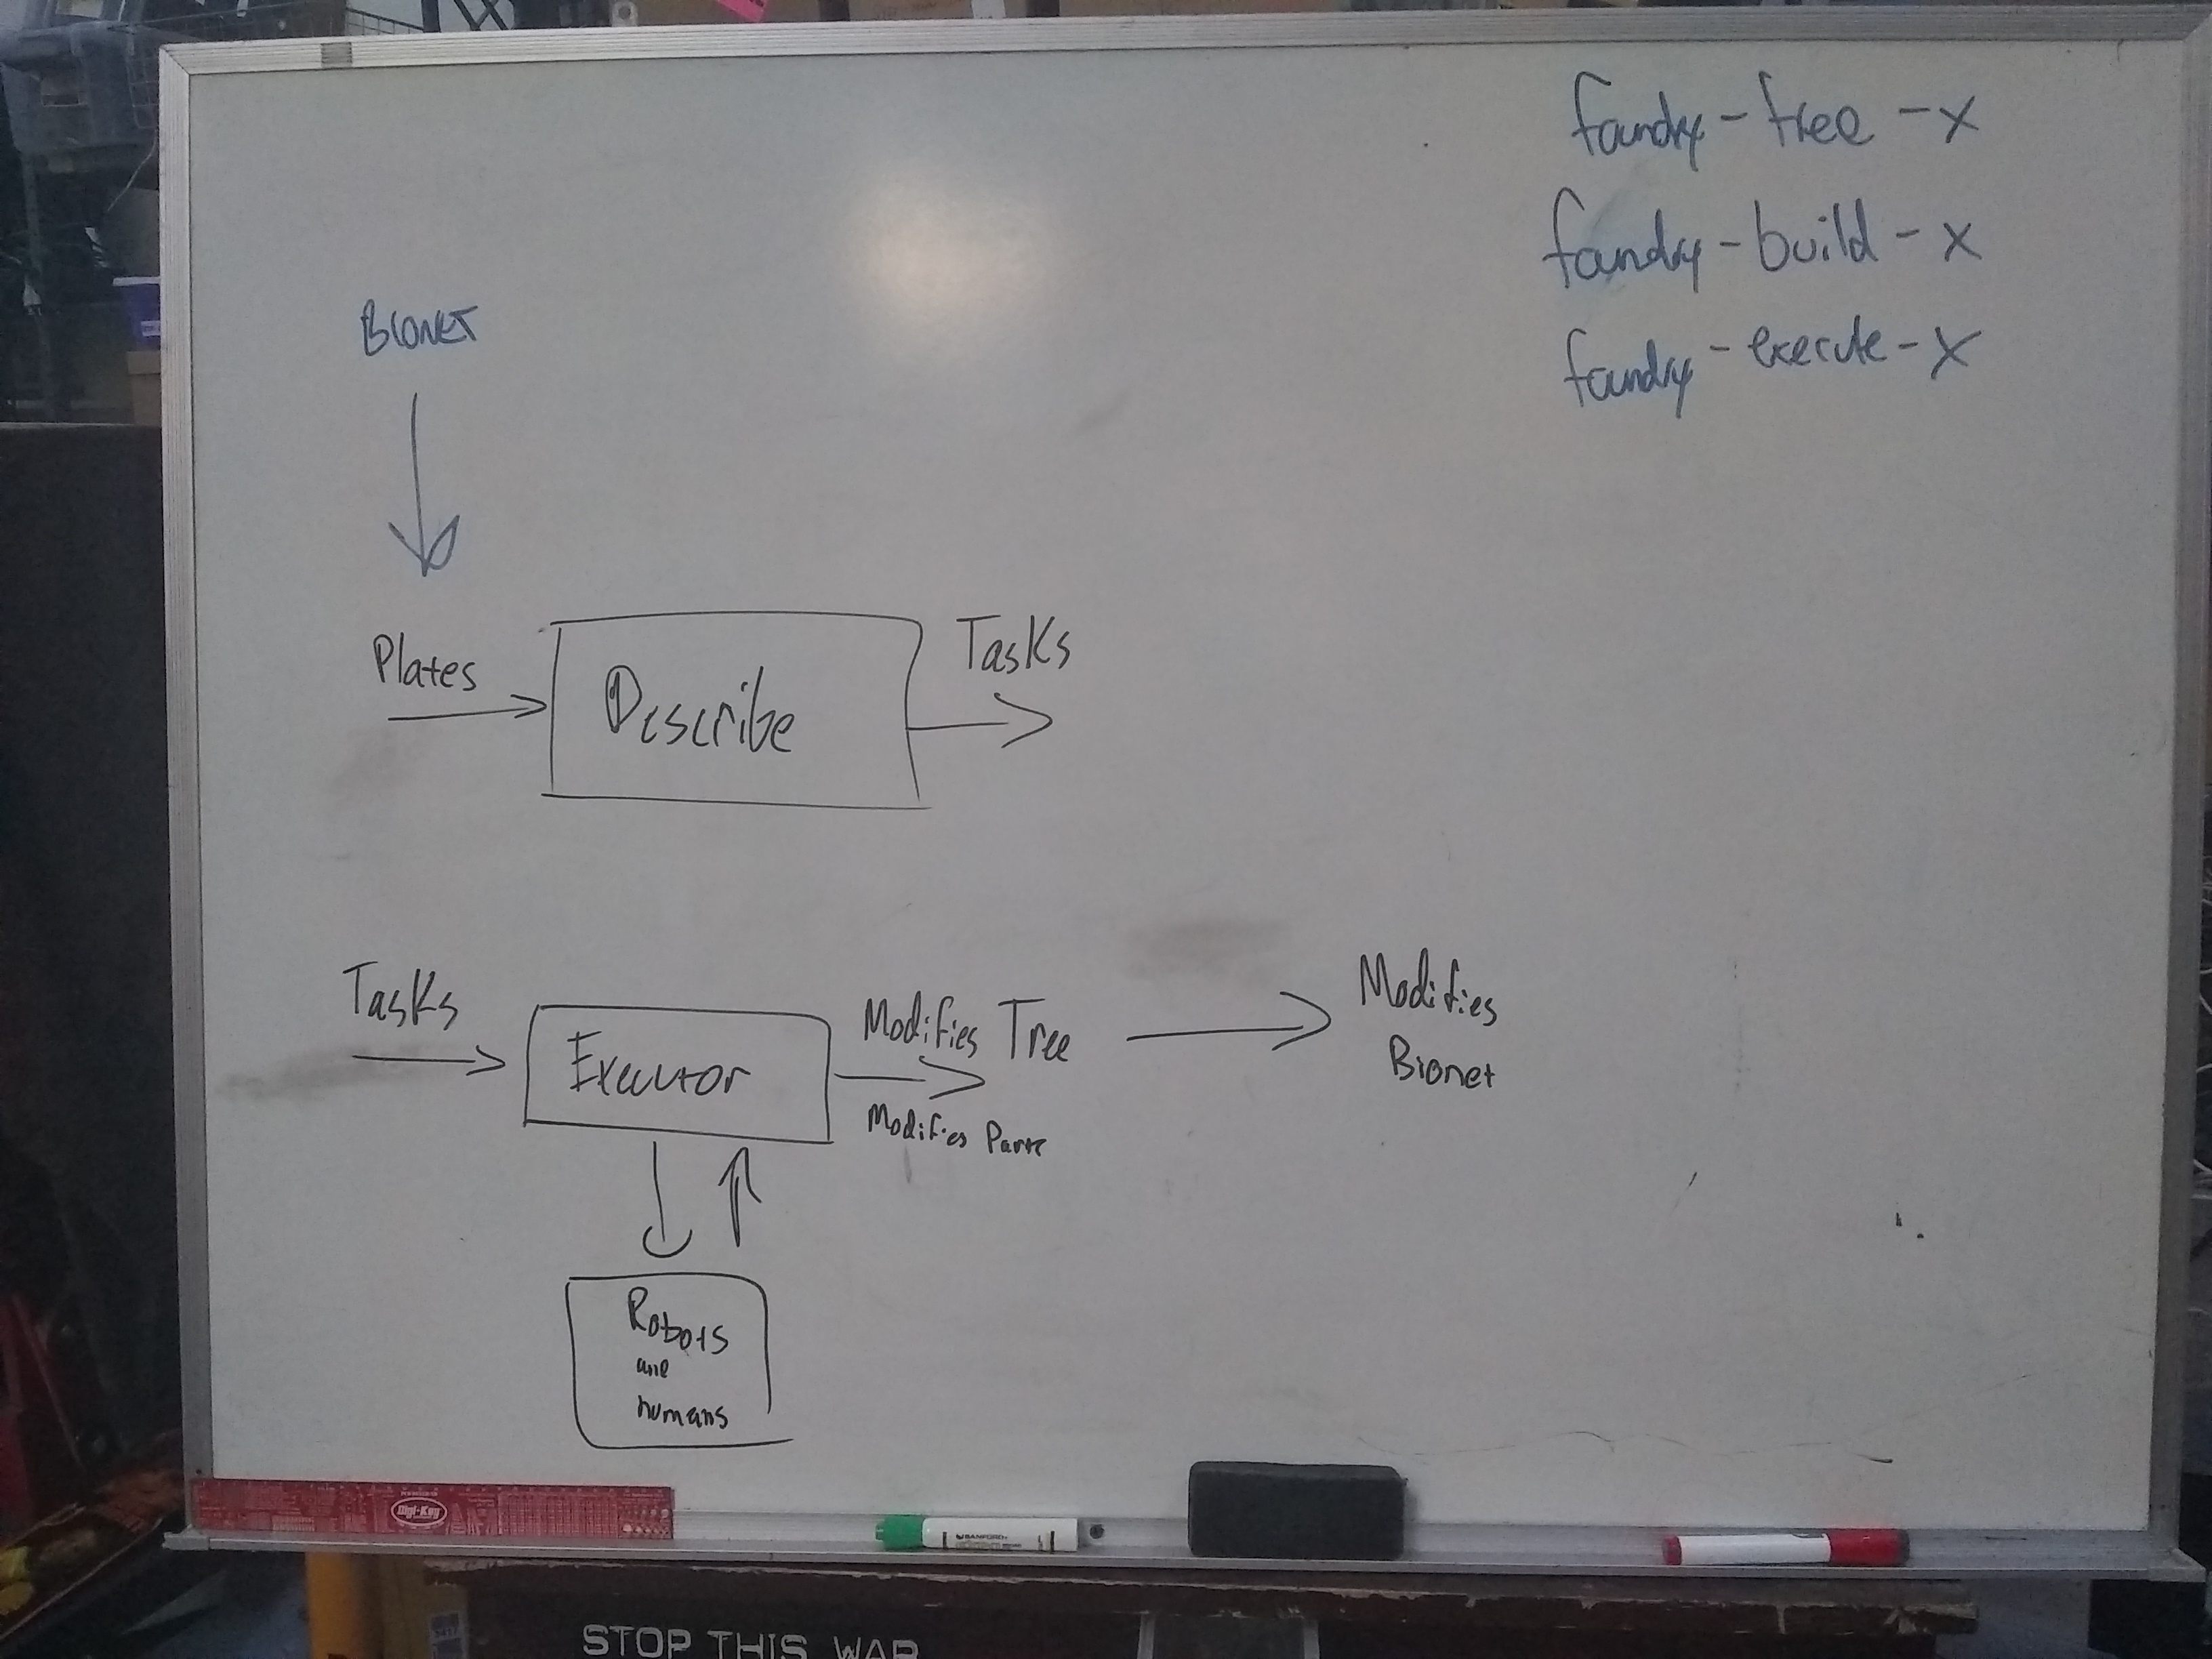 foundry-tree-x
foundry-build-x
foundry-execute-x
BIONET
Plates
Describe
Tasks
Tasks
Executor
Modifies Tree
Modifies Parts
Modifies
Bionet
Robots
and
humans
Digi-Key
SANFORD
STOP THIS WAR